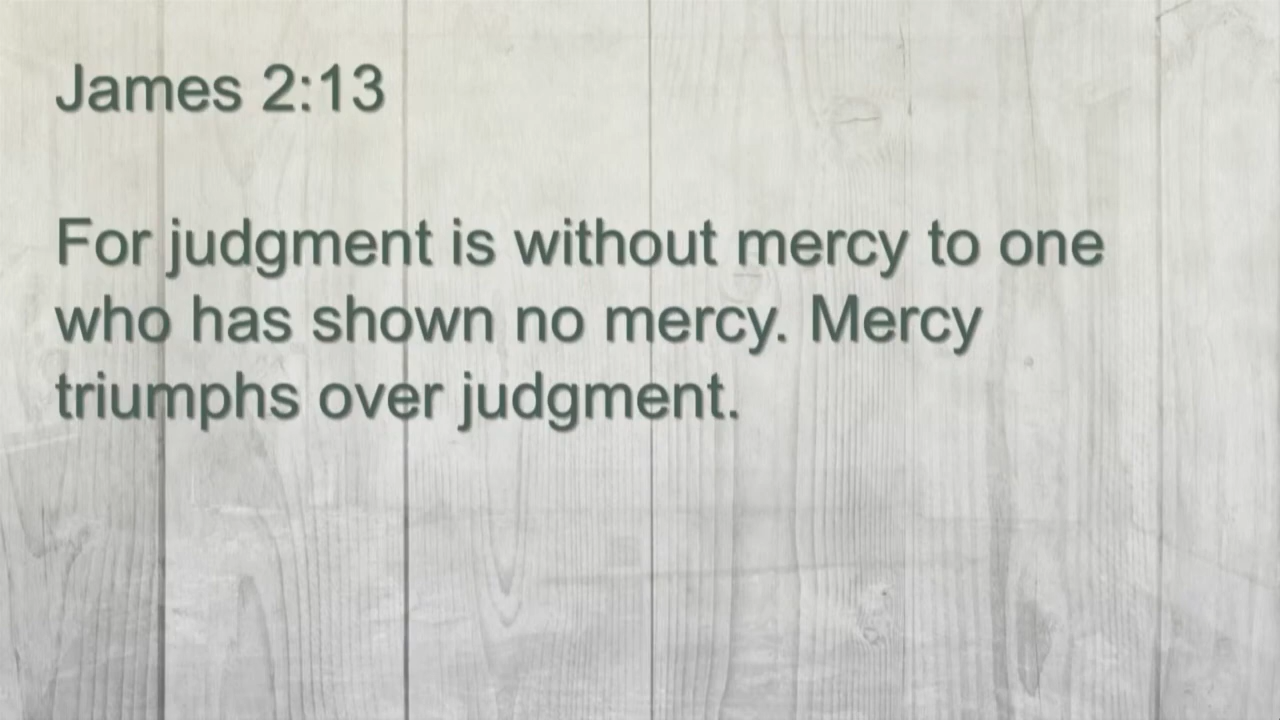 James 2:13
For judgment is without mercy to one
who has shown no mercy. Mercy
triumphs over judgment.